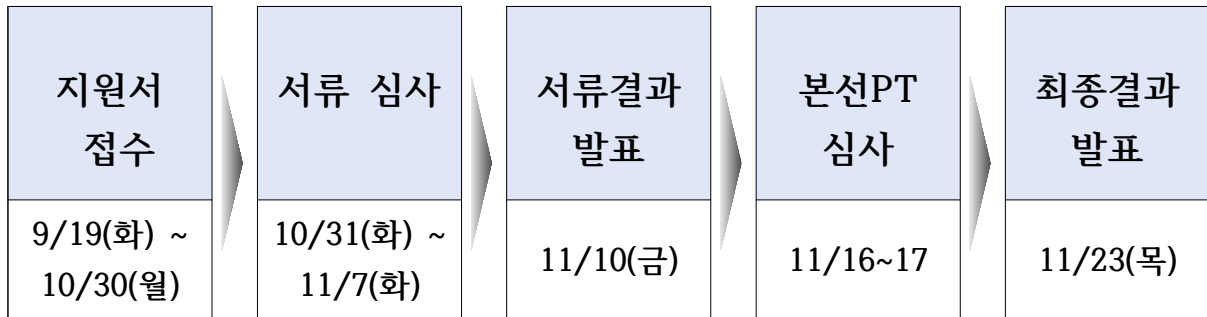 지원서
접수
서류 심사
서류결과
발표
본선PT
심사
최종결과
발표
9/19(화) ~
10/30(월)
10/31(화) ~
11/7(화)
11/10(금)
11/16~17
11/23(목)